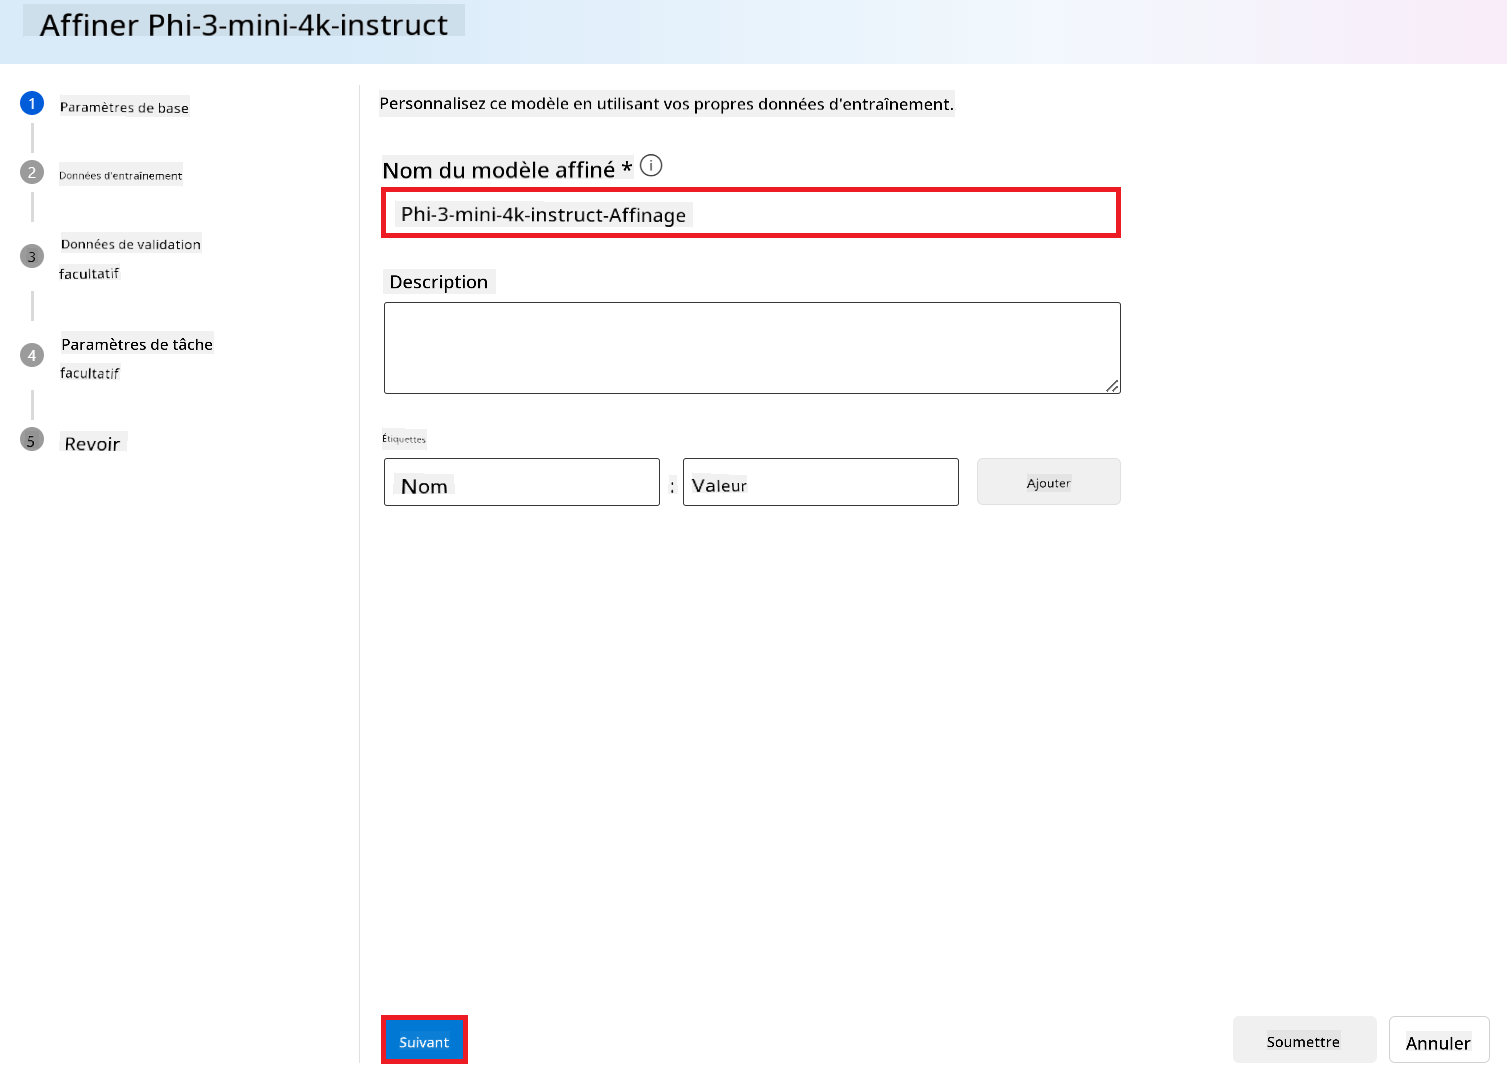 Affiner Phi-3-mini-4k-instruct
1 Paramètres de base
2 Données d'entraînement
3 Données de validation
facultatif
4 Paramètres de tâche
facultatif
5 Revoir
Personnalisez ce modèle en utilisant vos propres données d'entraînement.
Nom du modèle affiné *
Phi-3-mini-4k-instruct-Affinage
Description
Étiquettes
Nom : Valeur Ajouter
Suivant Soumettre Annuler